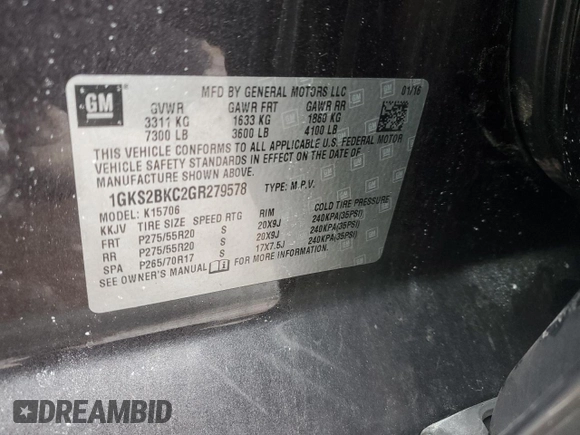 GM
MFD BY GENERAL MOTORS LLC 01/16
GVWR GAWR FRT GAWR RR
3311 KG 1633 KG 1860 KG
7300 LB 3600 LB 4100 LB
THIS VEHICLE CONFORMS TO ALL APPLICABLE U.S. FEDERAL MOTOR
VEHICLE SAFETY STANDARDS IN EFFECT ON THE DATE OF
MANUFACTURE SHOWN ABOVE.
1GKS2BKC2GR279578 TYPE: M.P.V.
MODEL: K15706
KKJV TIRE SIZE SPEED RTG RIM COLD TIRE PRESSURE
FRT P275/55R20 S 20X9J 240KPA(35PSI)
RR P275/55R20 S 20X9J 240KPA(35PSI)
SPA P265/70R17 S 17X7.5J 240KPA(35PSI)
SEE OWNER'S MANUAL FOR MORE INFORMATION.
DREAMBID